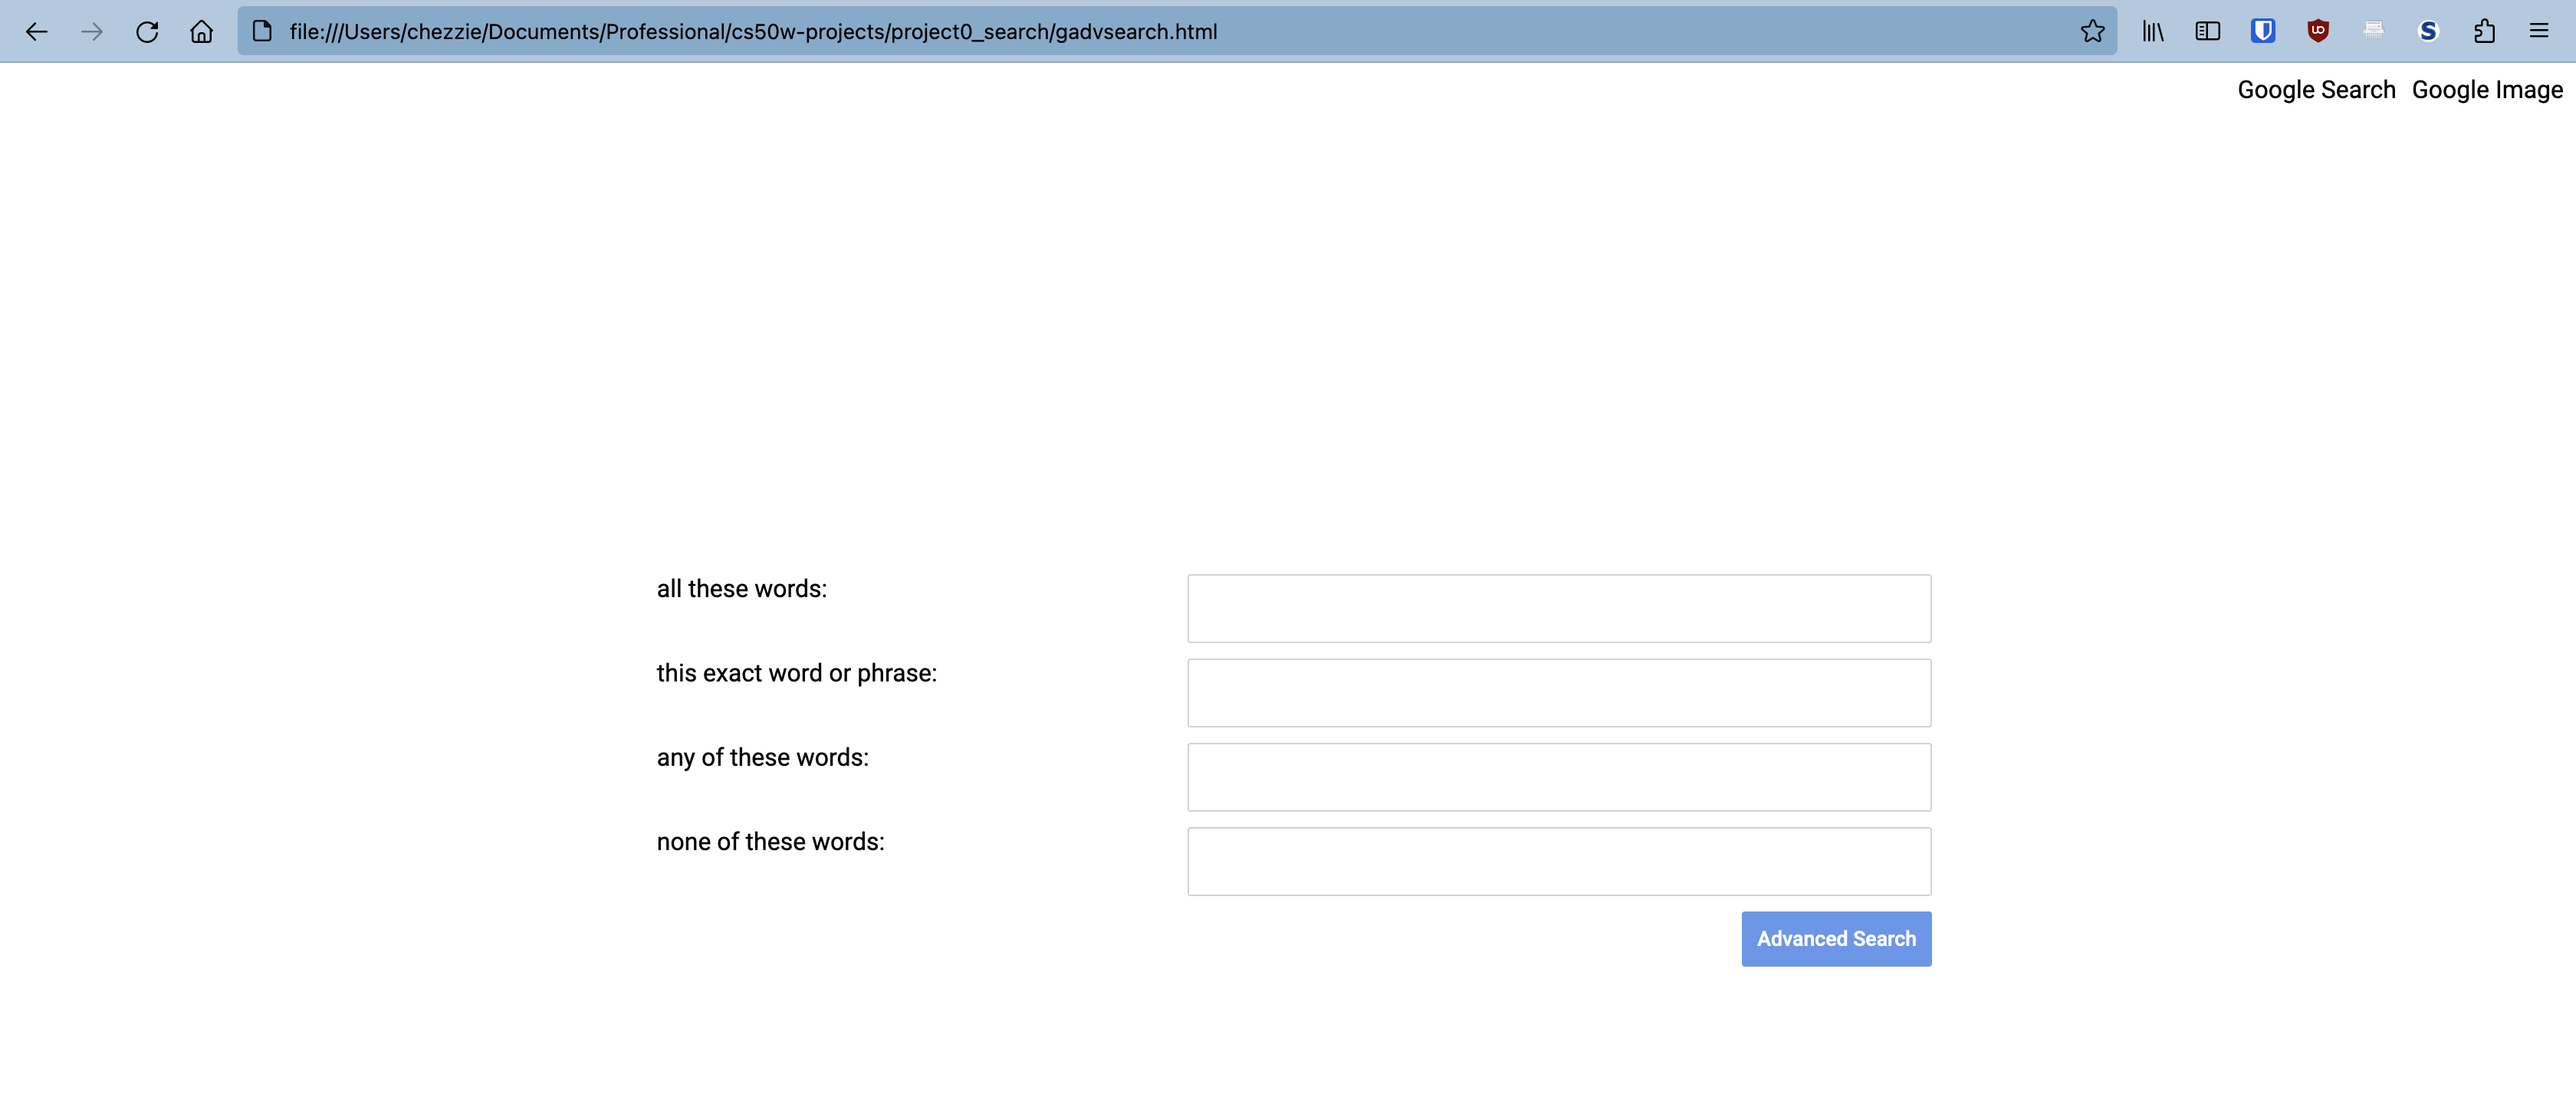 file:///Users/chezzie/Documents/Professional/cs50w-projects/project0_search/gadvsearch.html
Google Search Google Image
all these words:
this exact word or phrase:
any of these words:
none of these words:
Advanced Search